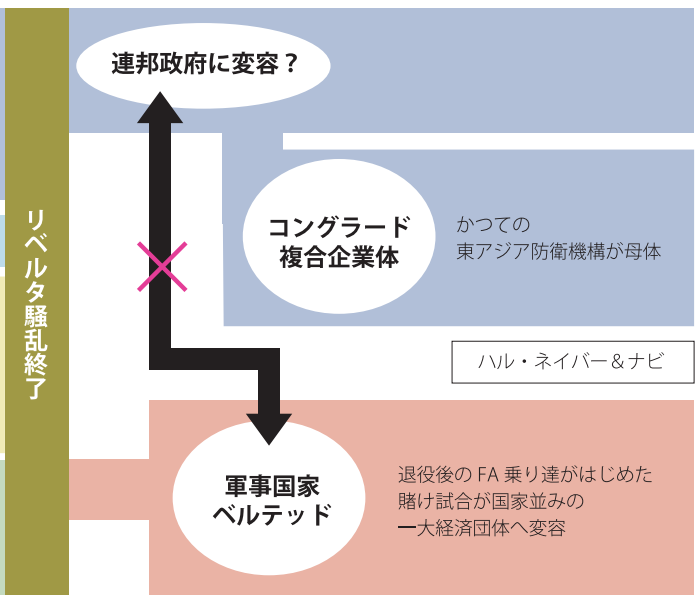 リベルタ騒乱終了
連邦政府に変容？
コングラード
複合企業体
かつての
東アジア防衛機構が母体
ハル・ネイバー＆ナビ
軍事国家
ベルテッド
退役後の FA 乗り達がはじめた
賭け試合が国家並みの
一大経済団体へ変容